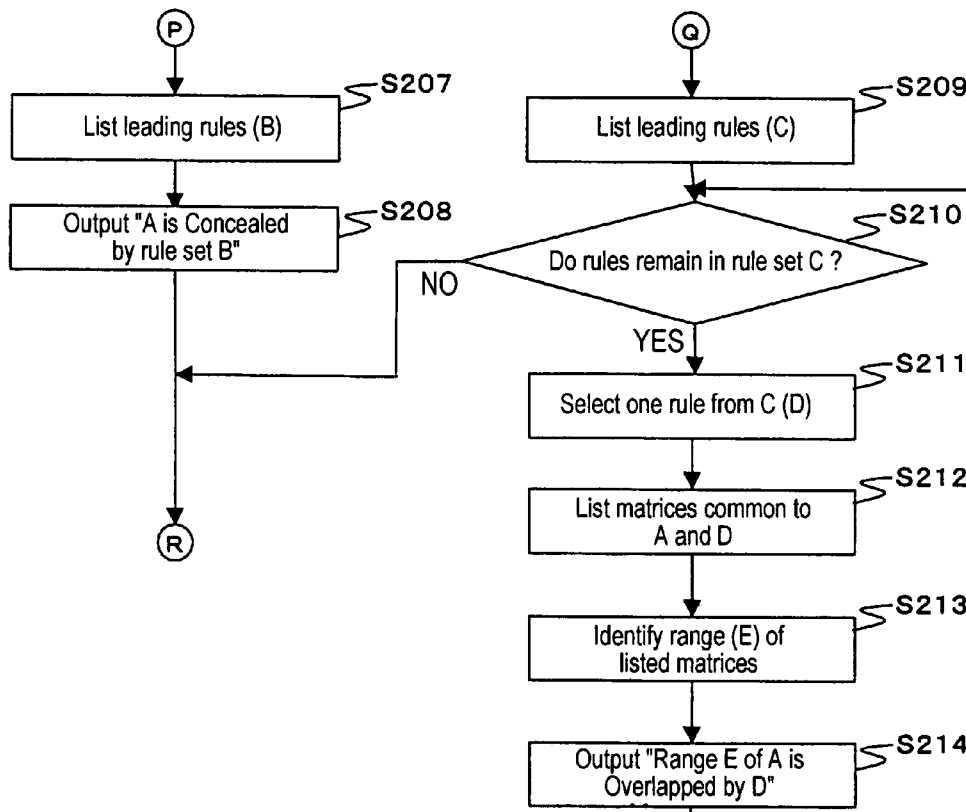 P
S207
List leading rules (B)
S208
Output "A is Concealed
by rule set B"
R
Q
S209
List leading rules (C)
S210
Do rules remain in rule set C ?
NO
YES
S211
Select one rule from C (D)
S212
List matrices common to
A and D
S213
Identify range (E) of
listed matrices
S214
Output "Range E of A is
Overlapped by D"